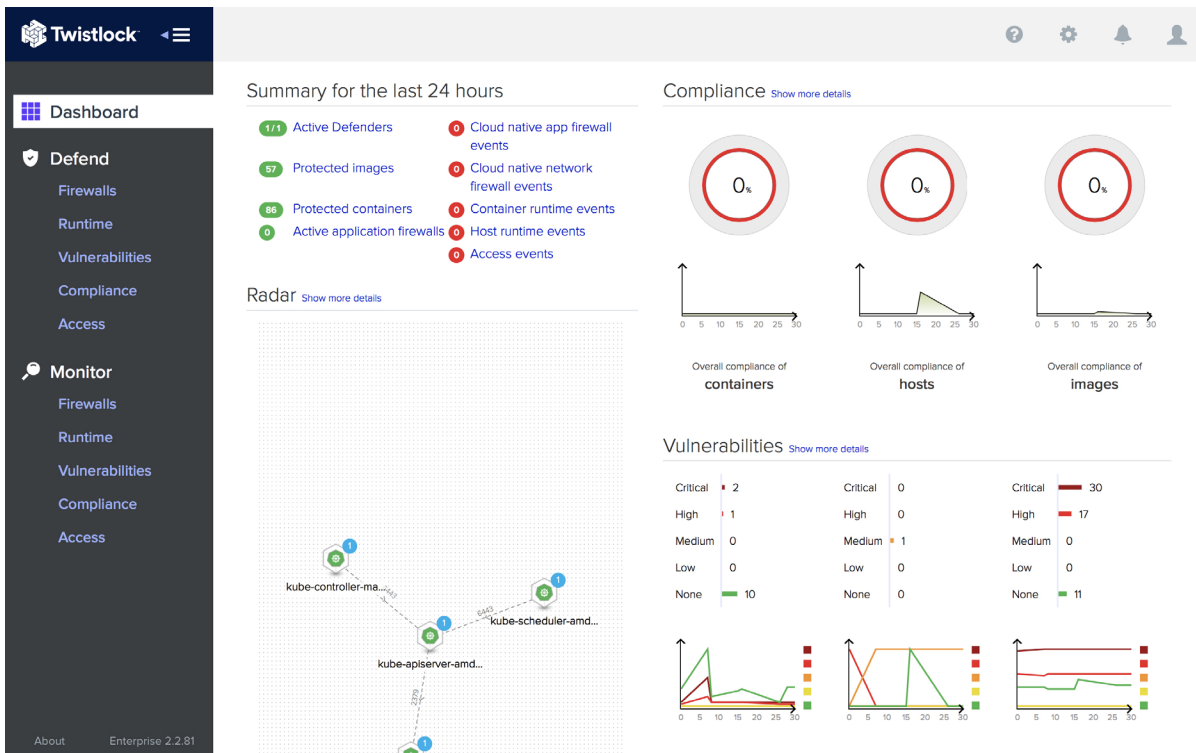 Twistlock
Dashboard
Defend
Firewalls
Runtime
Vulnerabilities
Compliance
Access
Monitor
Firewalls
Runtime
Vulnerabilities
Compliance
Access
About Enterprise 2.2.81
Summary for the last 24 hours
1/1 Active Defenders
57 Protected images
86 Protected containers
0 Active application firewalls
0 Cloud native app firewall
events
0 Cloud native network
firewall events
0 Container runtime events
0 Host runtime events
0 Access events
Radar Show more details
1
kube-controller-ma...
6443
1
kube-scheduler-amd...
1
kube-apiserver-amd...
2379
1
Compliance Show more details
0% 0% 0%
0 5 10 15 20 25 30
0 5 10 15 20 25 30
0 5 10 15 20 25 30
Overall compliance of
containers
Overall compliance of
hosts
Overall compliance of
images
Vulnerabilities Show more details
Critical 2
High 1
Medium 0
Low 0
None 10
Critical 0
High 0
Medium 1
Low 0
None 0
Critical 30
High 17
Medium 0
Low 0
None 11
0 5 10 15 20 25 30
0 5 10 15 20 25 30
0 5 10 15 20 25 30